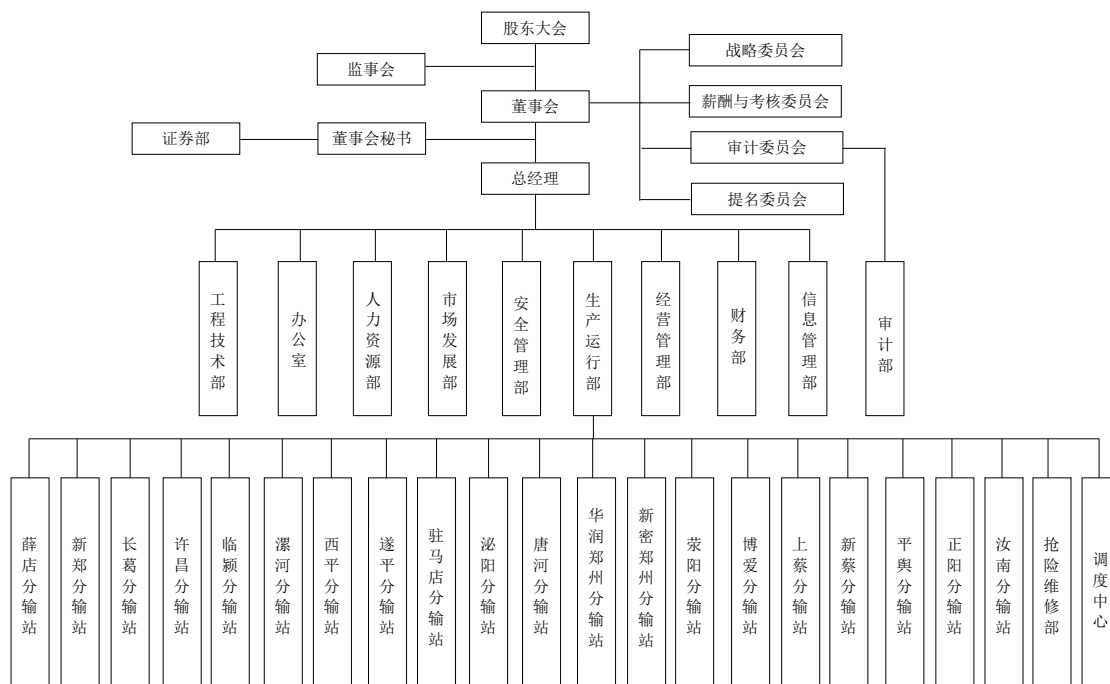 股东大会
战略委员会
监事会
董事会
薪酬与考核委员会
证券部
董事会秘书
审计委员会
总经理
提名委员会
工程技术部
办公室
人力资源部
市场发展部
安全管理部
生产运行部
经营管理部
财务部
信息管理部
审计部
薛店分输站
新郑分输站
长葛分输站
许昌分输站
临颍分输站
漯河分输站
西平分输站
遂平分输站
驻马店分输站
泌阳分输站
唐河分输站
华润郑州分输站
新密郑州分输站
荥阳分输站
博爱分输站
上蔡分输站
新蔡分输站
平舆分输站
正阳分输站
汝南分输站
抢险维修部
调度中心